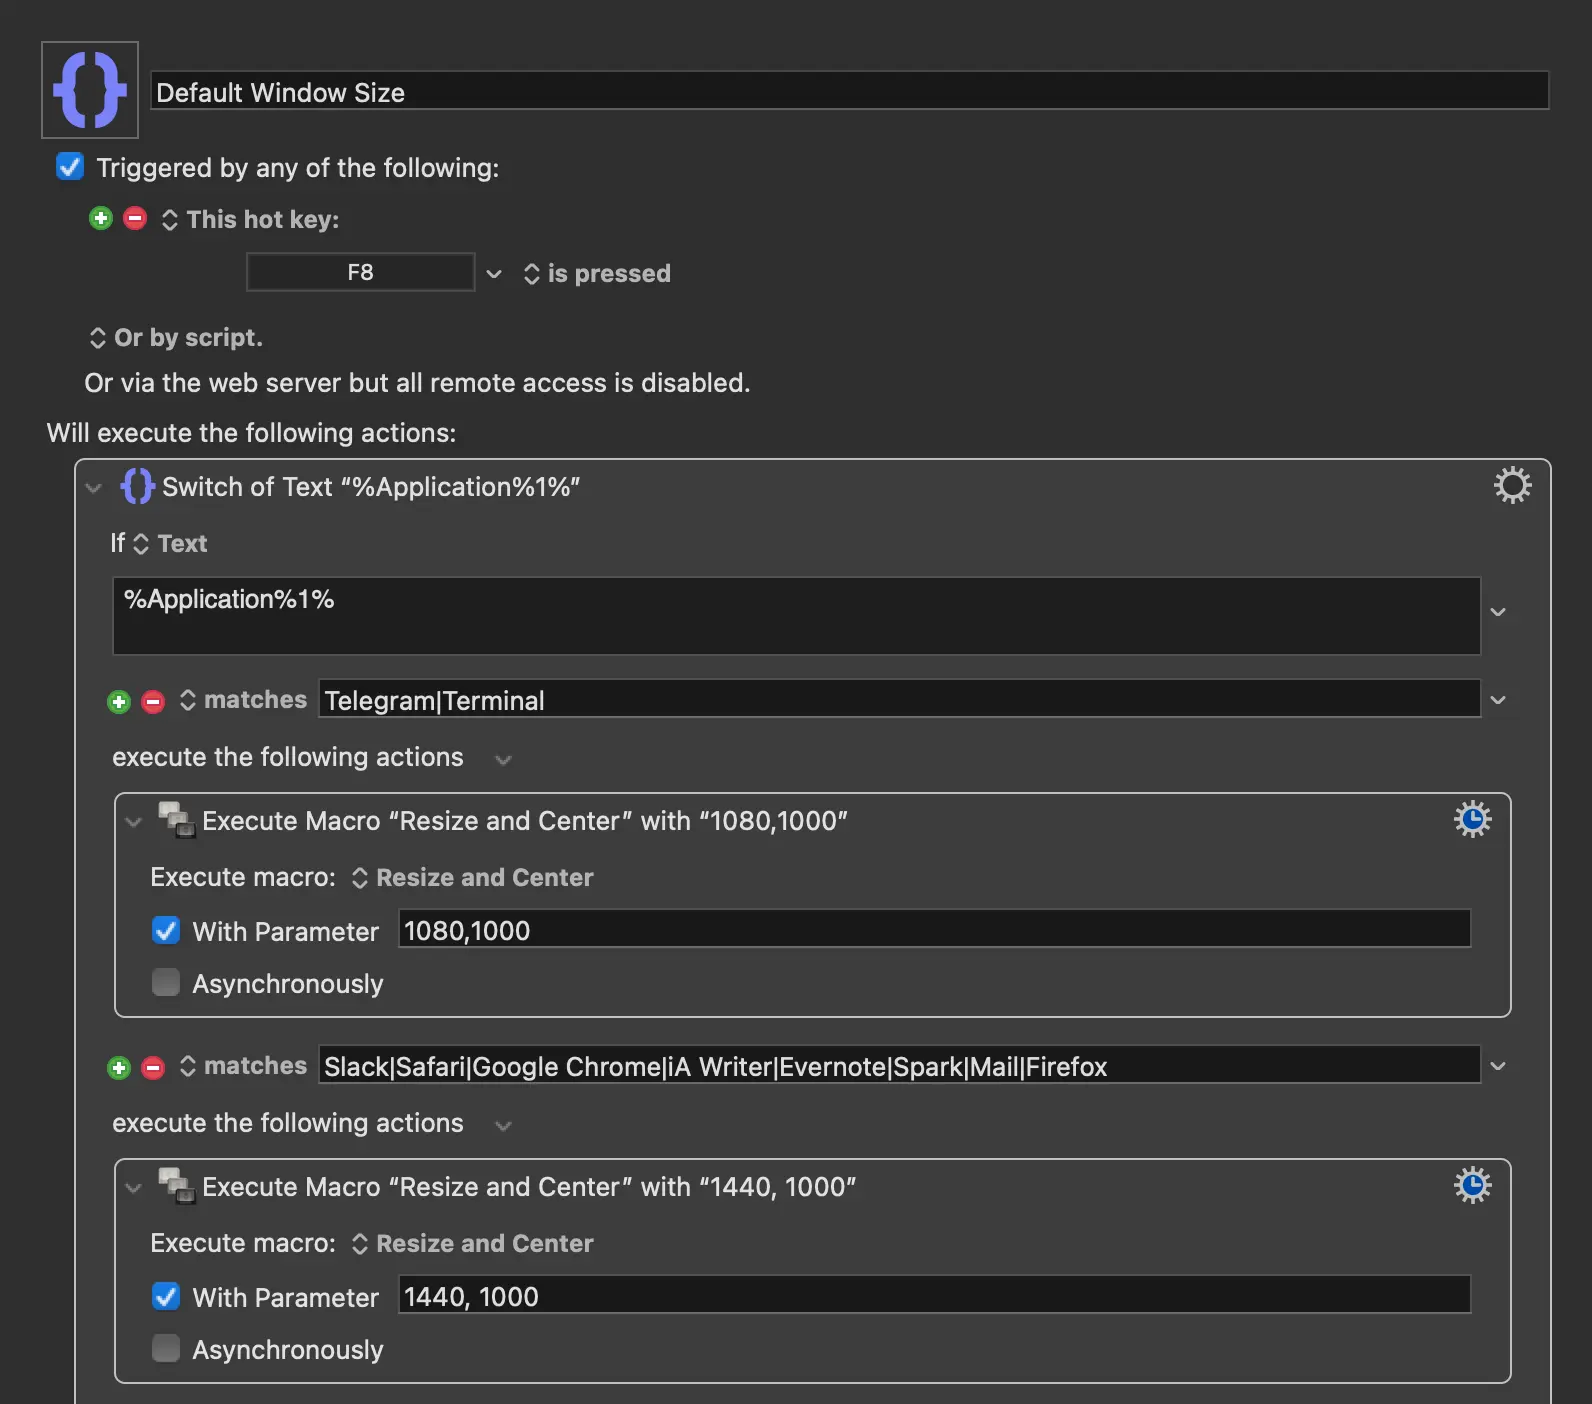 Default Window Size
Triggered by any of the following:
This hot key:
F8 is pressed
Or by script.
Or via the web server but all remote access is disabled.
Will execute the following actions:
{} Switch of Text “%Application%1%”
If Text
%Application%1%
matches Telegram|Terminal
execute the following actions
Execute Macro “Resize and Center” with “1080,1000”
Execute macro: Resize and Center
With Parameter 1080,1000
Asynchronously
matches Slack|Safari|Google Chrome|iA Writer|Evernote|Spark|Mail|Firefox
execute the following actions
Execute Macro “Resize and Center” with “1440, 1000”
Execute macro: Resize and Center
With Parameter 1440, 1000
Asynchronously